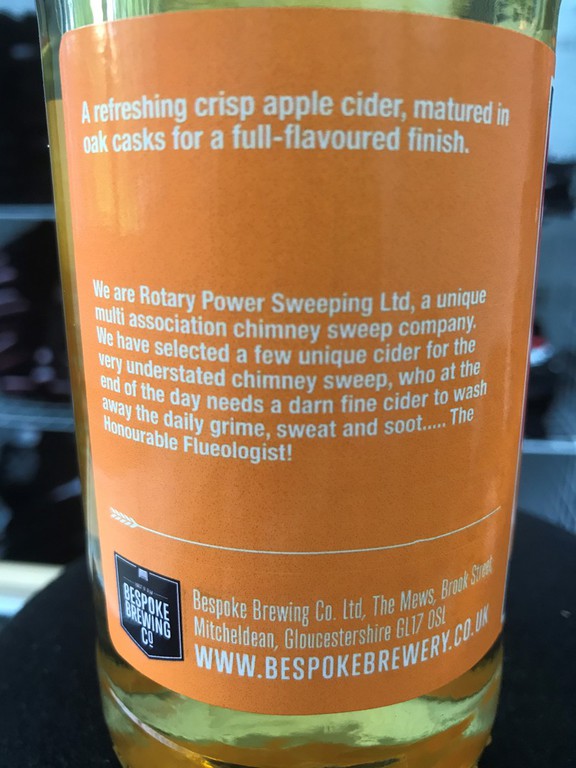 A refreshing crisp apple cider, matured in
oak casks for a full-flavoured finish.
We are Rotary Power Sweeping Ltd, a unique
multi association chimney sweep company.
We have selected a few unique cider for the
very understated chimney sweep, who at the
end of the day needs a darn fine cider to wash
away the daily grime, sweat and soot..... The
Honourable Flueologist!
BESPOKE
BREWING
CO
Bespoke Brewing Co. Ltd, The Mews, Brook Street,
Mitcheldean, Gloucestershire GL17 0SL
WWW.BESPOKEBREWERY.CO.UK